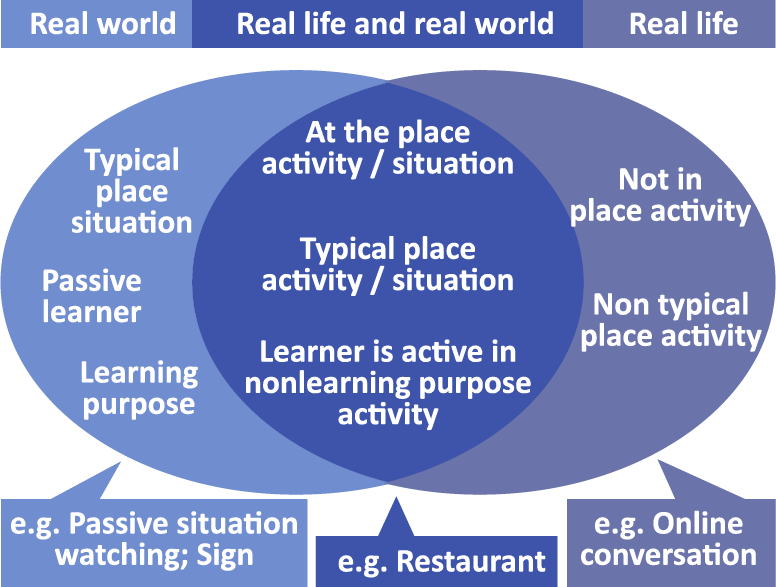 Real world
Real life and real world
Real life
Typical
place
situation
Passive
learner
Learning
purpose
At the place
activity / situation
Typical place
activity / situation
Learner is active in
nonlearning purpose
activity
Not in
place activity
Non typical
place activity
e.g. Passive situation
watching; Sign
e.g. Restaurant
e.g. Online
conversation